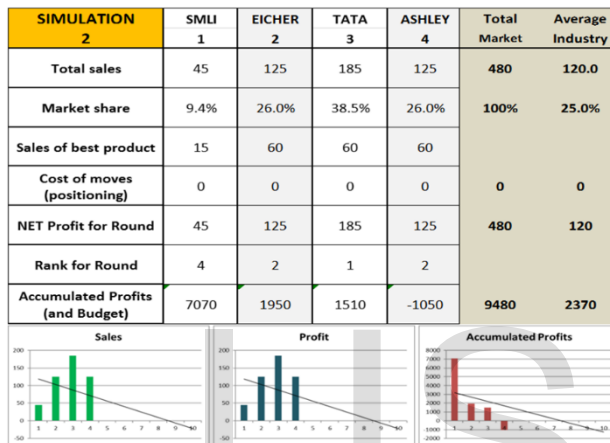 SIMULATION 2 SMLI 1 EICHER 2 TATA 3 ASHLEY 4 Total Market Average Industry
Total sales 45 125 185 125 480 120.0
Market share 9.4% 26.0% 38.5% 26.0% 100% 25.0%
Sales of best product 15 60 60 60
Cost of moves (positioning) 0 0 0 0 0 0
NET Profit for Round 45 125 185 125 480 120
Rank for Round 4 2 1 2
Accumulated Profits (and Budget) 7070 1950 1510 -1050 9480 2370
Sales
200
150
100
50
0
-50
1 2 3 4 5 6 7 8 9 10
Profit
200
150
100
50
0
-50
1 2 3 4 5 6 7 8 9 10
Accumulated Profits
8000
7000
6000
5000
4000
3000
2000
1000
0
-1000
-2000
1 2 3 4 5 6 7 8 9 10